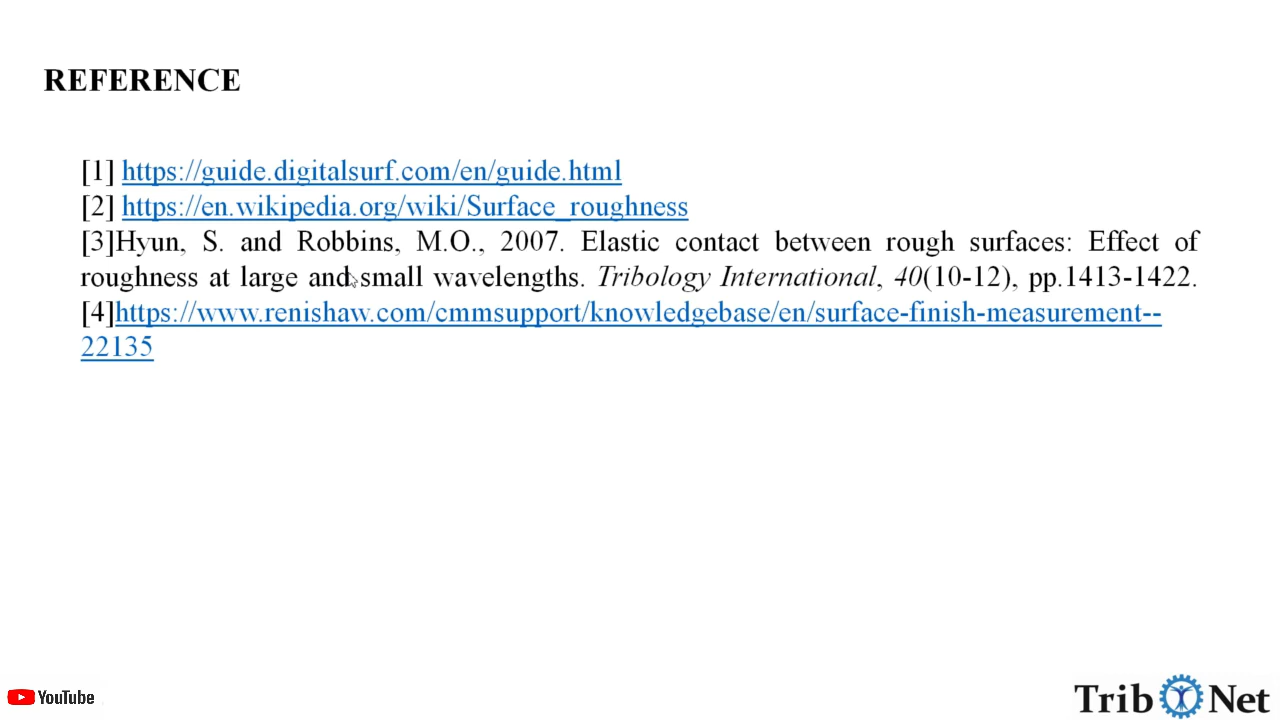 REFERENCE
[1] https://guide.digitalsurf.com/en/guide.html
[2] https://en.wikipedia.org/wiki/Surface_roughness
[3]Hyun, S. and Robbins, M.O., 2007. Elastic contact between rough surfaces: Effect of
roughness at large and small wavelengths. Tribology International, 40(10-12), pp.1413-1422.
[4]https://www.renishaw.com/cmmsupport/knowledgebase/en/surface-finish-measurement--
22135
YouTube
Trib Net